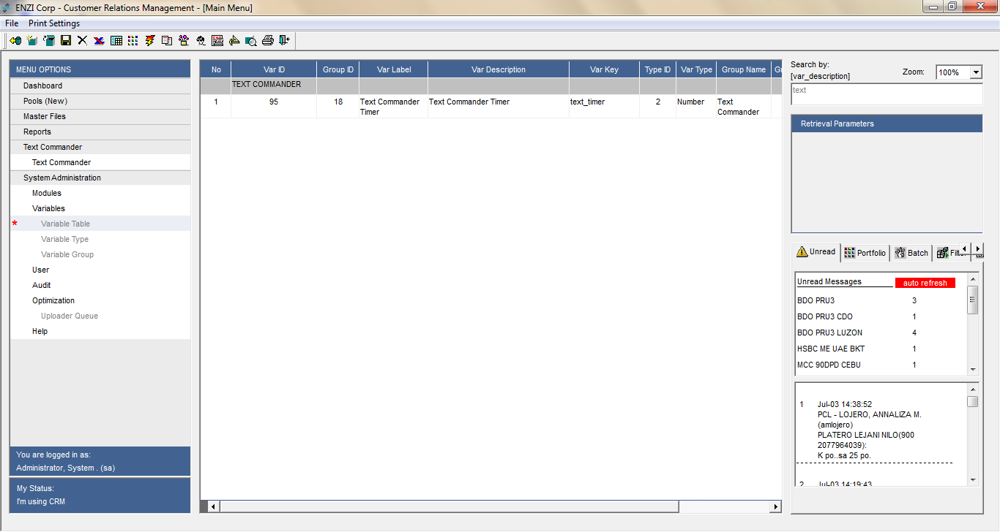 ENZI Corp - Customer Relations Management - [Main Menu]
File Print Settings
MENU OPTIONS
Dashboard
Pools (New)
Master Files
Reports
Text Commander
Text Commander
System Administration
Modules
Variables
* Variable Table
Variable Type
Variable Group
User
Audit
Optimization
Uploader Queue
Help
You are logged in as:
Administrator, System . (sa)
My Status:
I'm using CRM
No Var ID Group ID Var Label Var Description Var Key Type ID Var Type Group Name
TEXT COMMANDER
1 95 18 Text Commander Text Commander Timer text_timer 2 Number Text
Timer Commander
Search by:
[var_description] Zoom: 100%
text
Retrieval Parameters
Unread Portfolio Batch
Unread Messages auto refresh
BDO PRU3 3
BDO PRU3 CDO 1
BDO PRU3 LUZON 4
HSBC ME UAE BKT 1
MCC 90DPD CEBU 1
1 Jul-03 14:38:52
PCL - LOJERO, ANNALIZA M.
(amlojero)
PLATERO LEJANI NILO(900
2077964039):
K po..sa 25 po.
2 Jul-03 14:19:43